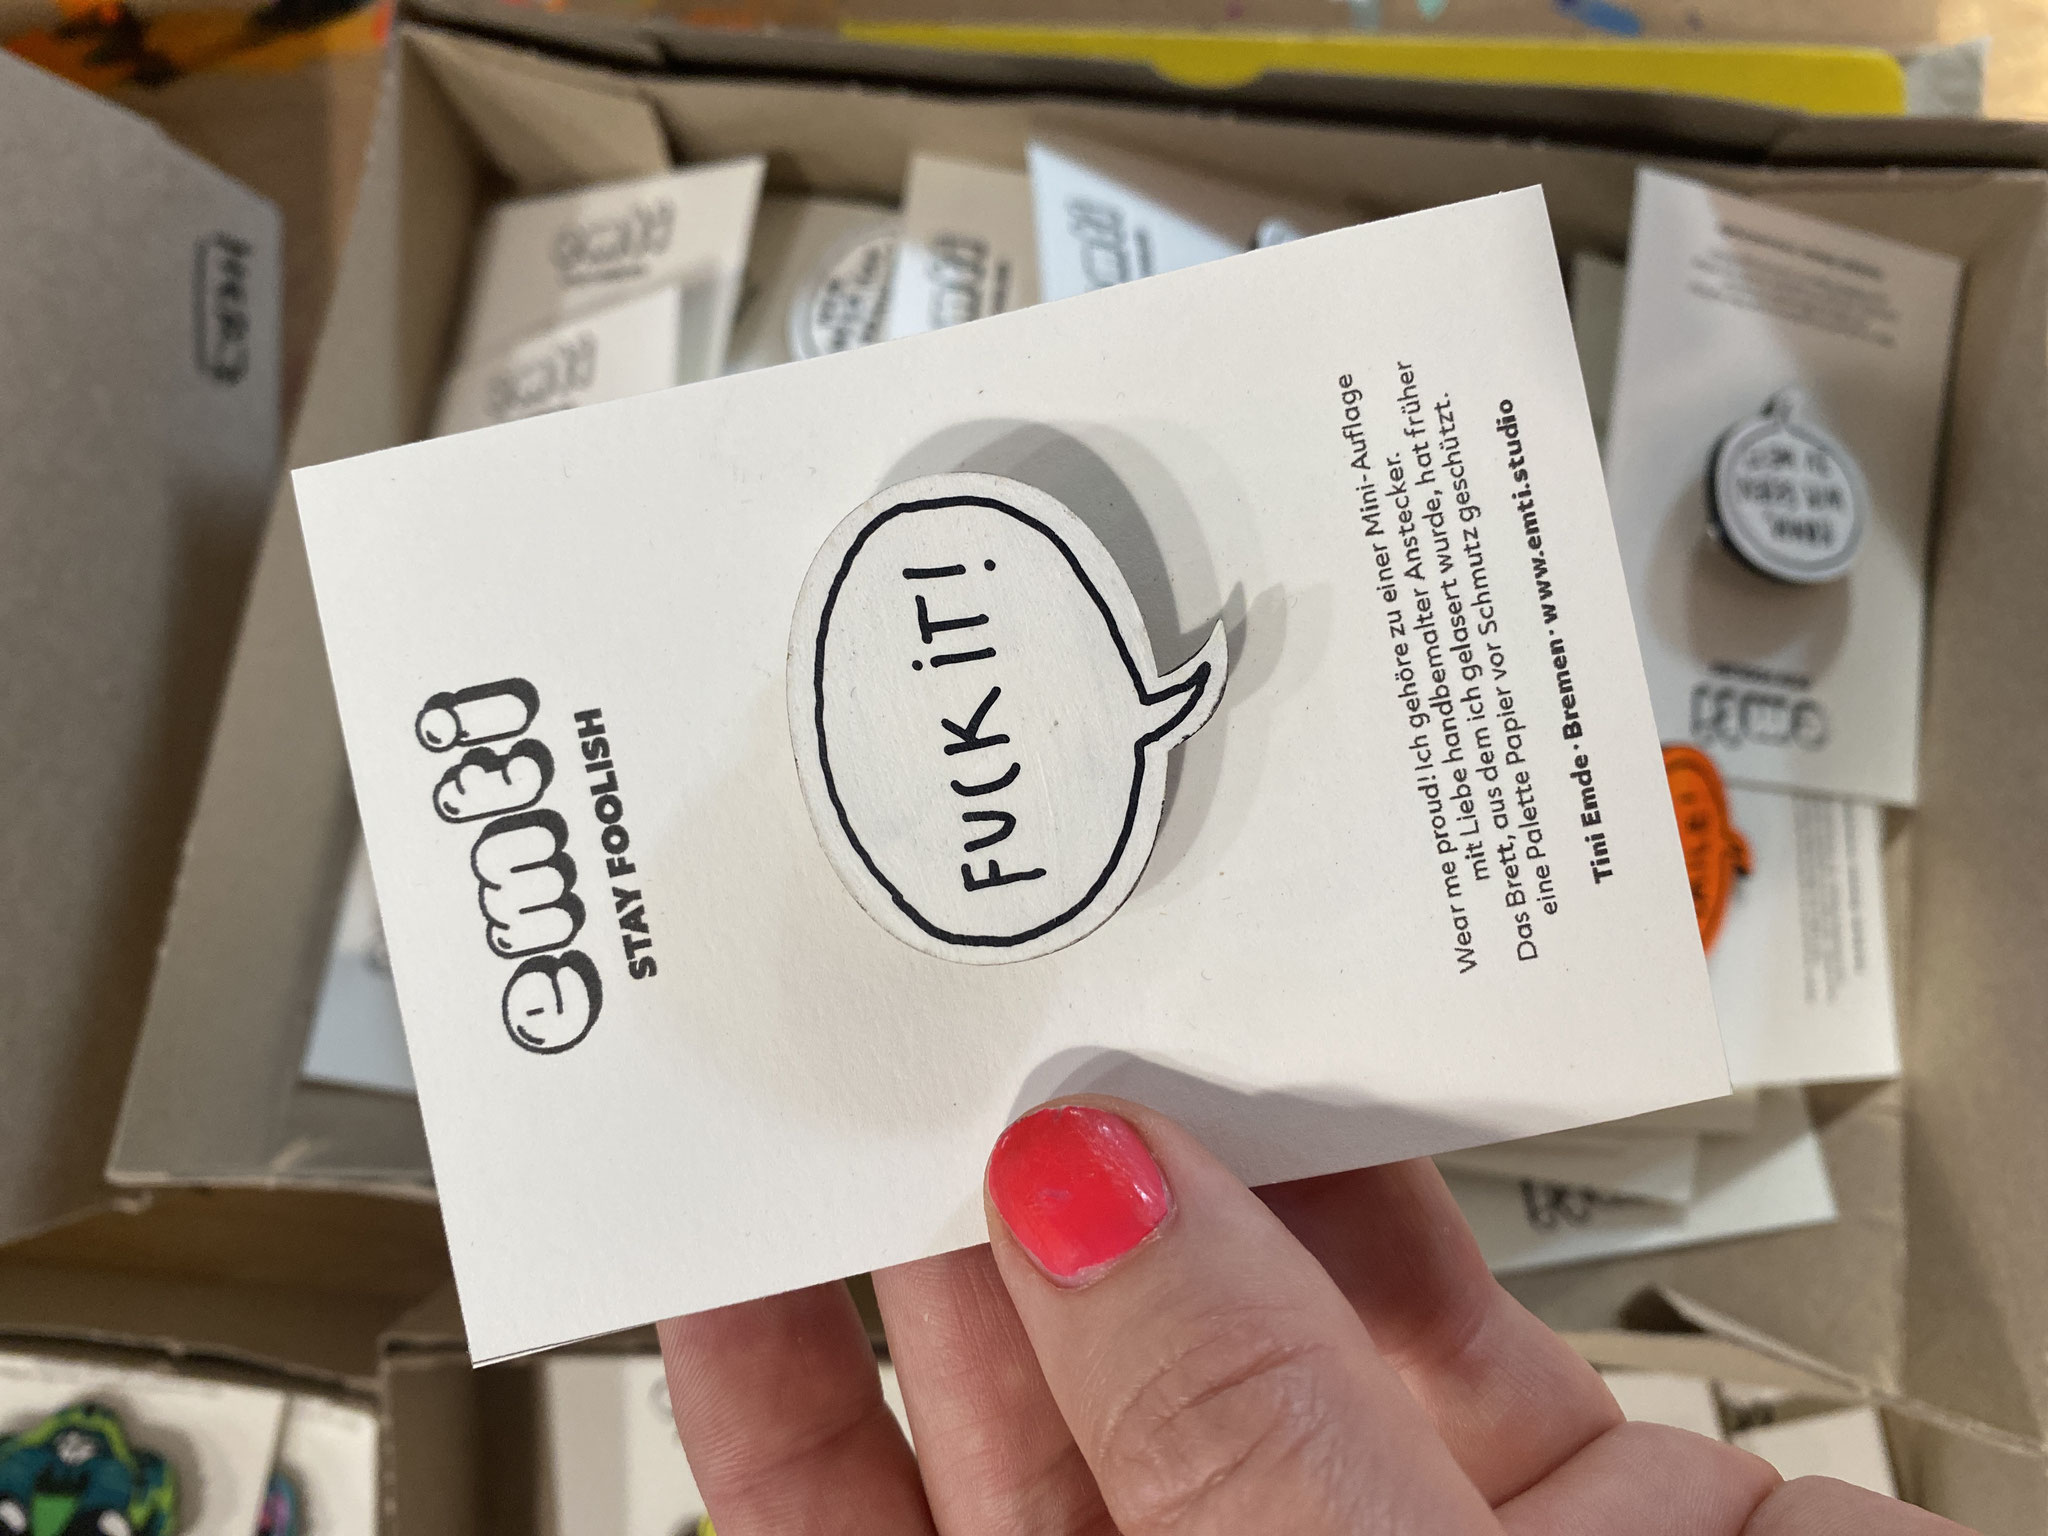 emti
STAY FOOLISH
FUCK iT!
Wear me proud! Ich gehöre zu einer Mini-Auflage
mit Liebe handbemalter Anstecker.
Das Brett, aus dem ich gelasert wurde, hat früher
eine Palette Papier vor Schmutz geschützt.
Tini Emde · Bremen · www.emti.studio